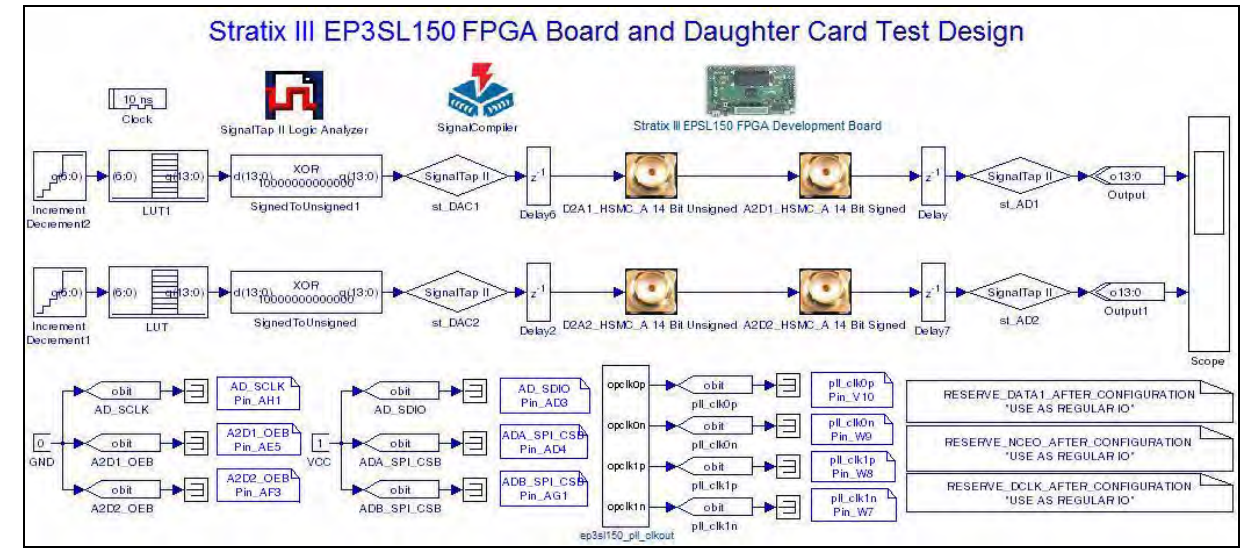 Stratix III EP3SL150 FPGA Board and Daughter Card Test Design
10 ns
Clock
SignalTap II Logic Analyzer
SignalCompiler
Stratix III EPSL150 FPGA Development Board
q(6:0)
(6:0)
q(13:0)
d(13:0)
XOR
10000000000000
q(13:0)
SignalTap II
z-1
z-1
SignalTap II
o13:0
Increment
Decrement2
LUT1
SignedToUnsigned1
st_DAC1
Delay6
D2A1_HSMC_A 14 Bit Unsigned
A2D1_HSMC_A 14 Bit Signed
Delay
st_AD1
Output
q(6:0)
(6:0)
q(13:0)
d(13:0)
XOR
10000000000000
q(13:0)
SignalTap II
z-1
z-1
SignalTap II
o13:0
Increment
Decrement1
LUT
SignedToUnsigned
st_DAC2
Delay2
D2A2_HSMC_A 14 Bit Unsigned
A2D2_HSMC_A 14 Bit Signed
Delay7
st_AD2
Output1
Scope
0
GND
obit
AD_SCLK
AD_SCLK
Pin_AH1
obit
A2D1_OEB
A2D1_OEB
Pin_AE5
obit
A2D2_OEB
A2D2_OEB
Pin_AF3
1
VCC
obit
AD_SDIO
AD_SDIO
Pin_AD3
obit
ADA_SPI_CSB
ADA_SPI_CSB
Pin_AD4
obit
ADB_SPI_CSB
ADB_SPI_CSB
Pin_AG1
opclk0p
opclk0n
opclk1p
opclk1n
ep3sl150_pll_clkout
obit
pll_clk0p
pll_clk0p
Pin_V10
obit
pll_clk0n
pll_clk0n
Pin_W9
obit
pll_clk1p
pll_clk1p
Pin_W8
obit
pll_clk1n
pll_clk1n
Pin_W7
RESERVE_DATA1_AFTER_CONFIGURATION
"USE AS REGULAR IO"
RESERVE_NCEO_AFTER_CONFIGURATION
"USE AS REGULAR IO"
RESERVE_DCLK_AFTER_CONFIGURATION
"USE AS REGULAR IO"